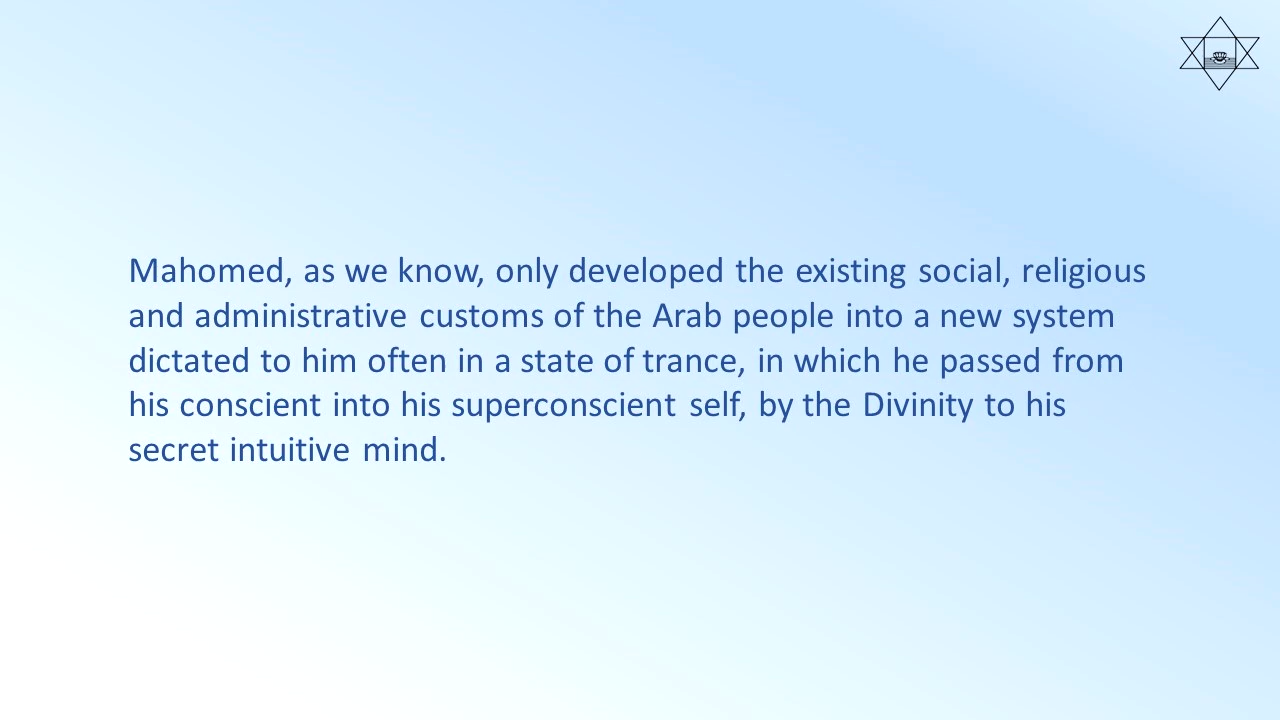 Mahomed, as we know, only developed the existing social, religious
and administrative customs of the Arab people into a new system
dictated to him often in a state of trance, in which he passed from
his conscient into his superconscient self, by the Divinity to his
secret intuitive mind.